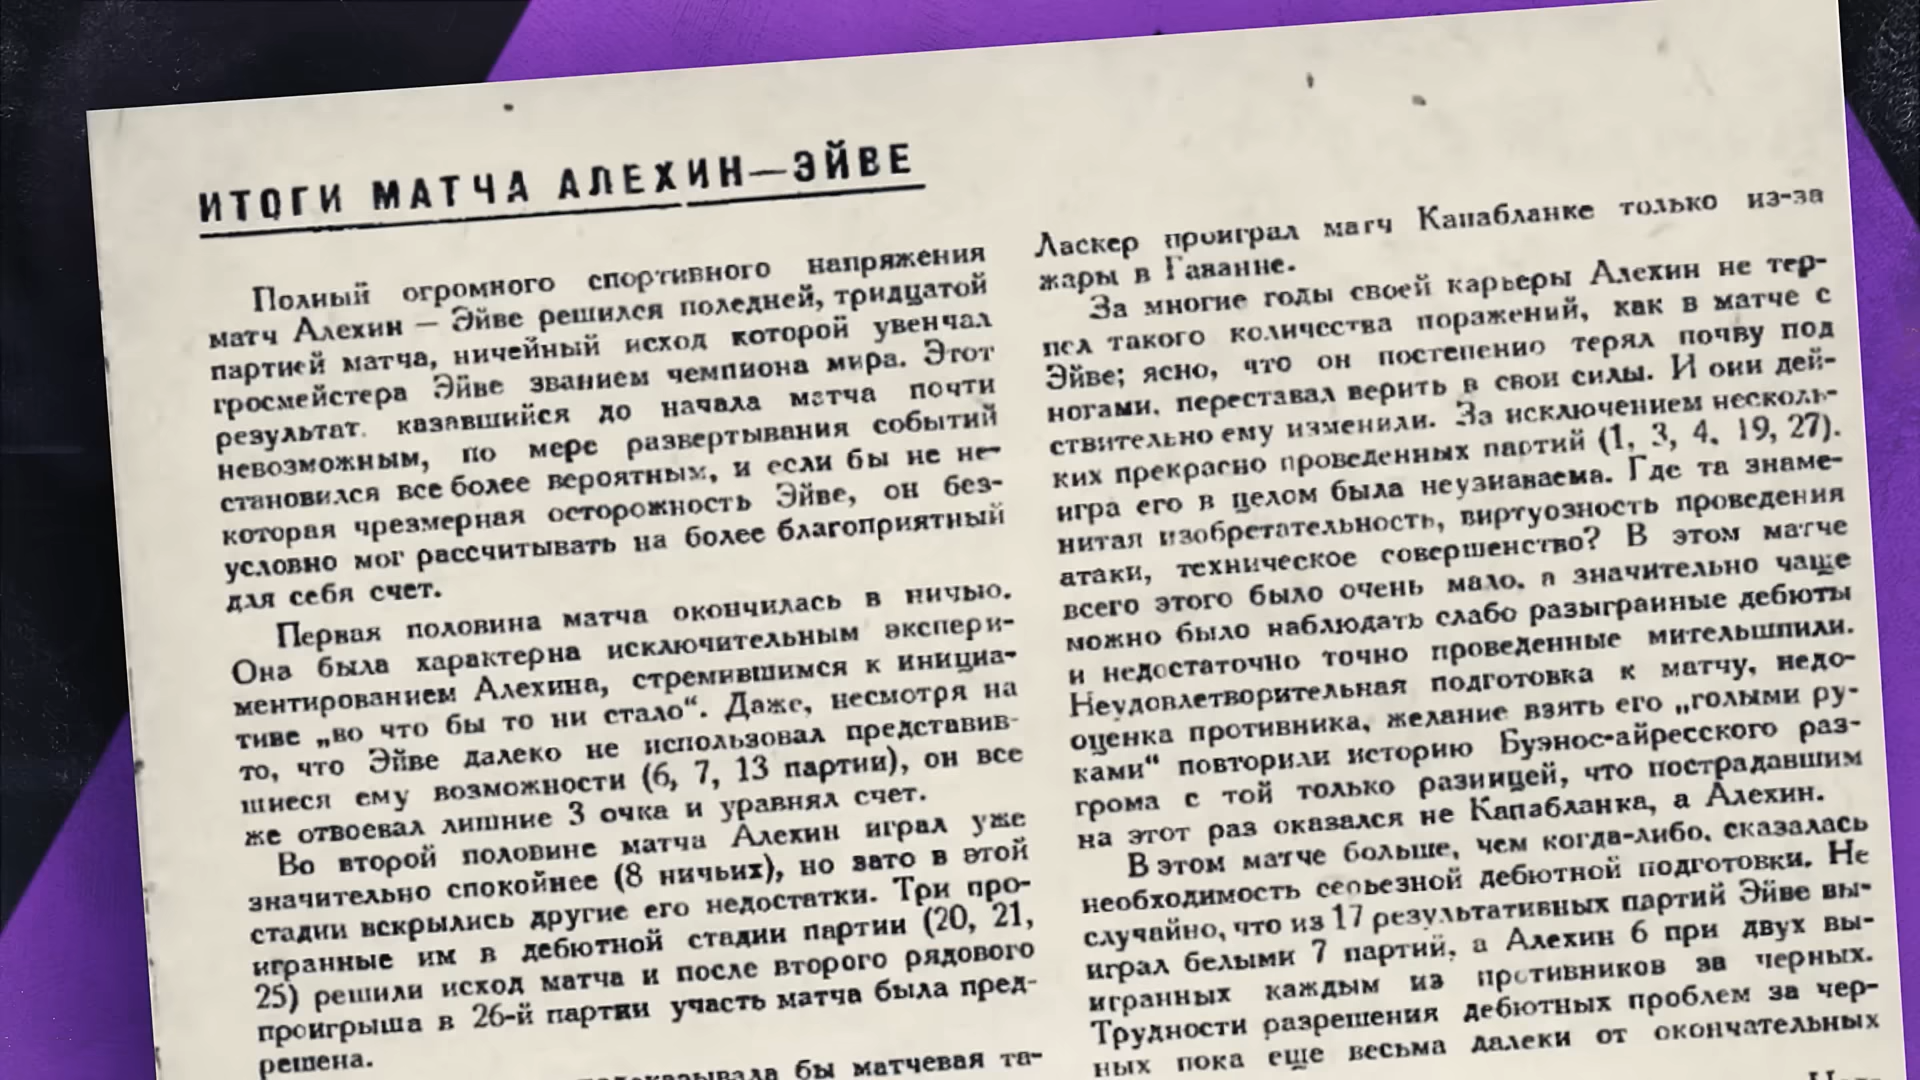 ИТОГИ МАТЧА АЛЕХИН—ЭЙВЕ
Полный огромного спортивного напряжения
матч Алехин — Эйве решился поледней, тридцатой
партией матча, ничейный исход которой увенчал
гросмейстера Эйве званием чемпиона мира. Этот
результат. казавшийся до начала матча почти
невозможным, по мере развертывания событий
становился все более вероятным, и если бы не не-
которая чрезмерная осторожность Эйве, он без-
условно мог рассчитывать на более благоприятный
для себя счет.
Первая половина матча окончилась в ничью.
Она была характерна исключительным экспери-
ментированием Алехина, стремившимся к инициа-
тиве „во что бы то ни стало“. Даже, несмотря на
то, что Эйве далеко не использовал представив-
шиеся ему возможности (6, 7, 13 партии), он все
же отвоевал лишние 3 очка и уравнял счет.
Во второй половине матча Алехин играл уже
значительно спокойнее (8 ничьих), но зато в этой
стадии вскрылись другие его недостатки. Три про-
игранные им в дебютной стадии партии (20, 21,
25) решили исход матча и после второго рядового
проигрыша в 26-й партии участь матча была пред-
решена.
бы матчевая та-
Ласкер проиграл матч Капабланке только из-за
жары в Гаванне.
За многие годы своей карьеры Алехин не тер-
пел такого количества поражений, как в матче с
Эйве; ясно, что он постепенно терял почву под
ногами, переставал верить в свои силы. И они дей-
ствительно ему изменили. За исключением несколь-
ких прекрасно проведенных партий (1, 3, 4, 19, 27).
игра его в целом была неузнаваема. Где та знаме-
нитая изобретательность, виртуозность проведения
атаки, техническое совершенство? В этом матче
всего этого было очень мало, а значительно чаще
можно было наблюдать слабо разыгранные дебюты
и недостаточно точно проведенные мительшпили.
Неудовлетворительная подготовка к матчу, недо-
оценка противника, желание взять его „голыми ру-
ками“ повторили историю Буэнос-айресского раз-
грома с той только разницей, что пострадавшим
на этот раз оказался не Капабланка, а Алехин.
В этом матче больше, чем когда-либо, сказалась
необходимость серьезной дебютной подготовки. Не
случайно, что из 17 результативных партий Эйве вы-
играл белыми 7 партий, а Алехин 6 при двух вы-
игранных каждым из противников за черных.
Трудности разрешения дебютных проблем за чер-
ных пока еще весьма далеки от окончательных